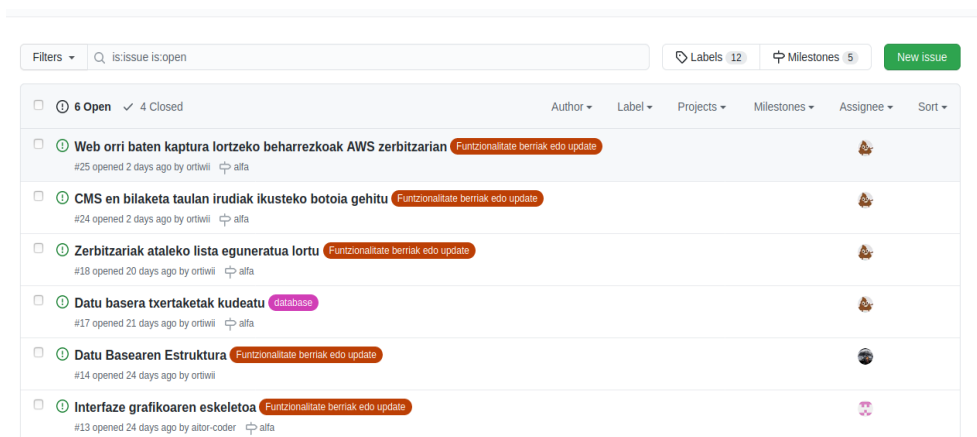 Filters is:issue is:open Labels 12 Milestones 5 New issue
6 Open 4 Closed Author Label Projects Milestones Assignee Sort
Web orri baten kaptura lortzeko beharrezkoak AWS zerbitzarian Funtzionalitate berriak edo update
#25 opened 2 days ago by ortiwii alfa
CMS en bilaketa taulan irudiak ikusteko botoia gehitu Funtzionalitate berriak edo update
#24 opened 2 days ago by ortiwii alfa
Zerbitzariak ataleko lista eguneratua lortu Funtzionalitate berriak edo update
#18 opened 20 days ago by ortiwii alfa
Datu basera txertaketak kudeatu database
#17 opened 21 days ago by ortiwii alfa
Datu Basearen Estruktura Funtzionalitate berriak edo update
#14 opened 24 days ago by ortiwii
Interfaze grafikoaren eskeletoa Funtzionalitate berriak edo update
#13 opened 24 days ago by aitor-coder alfa